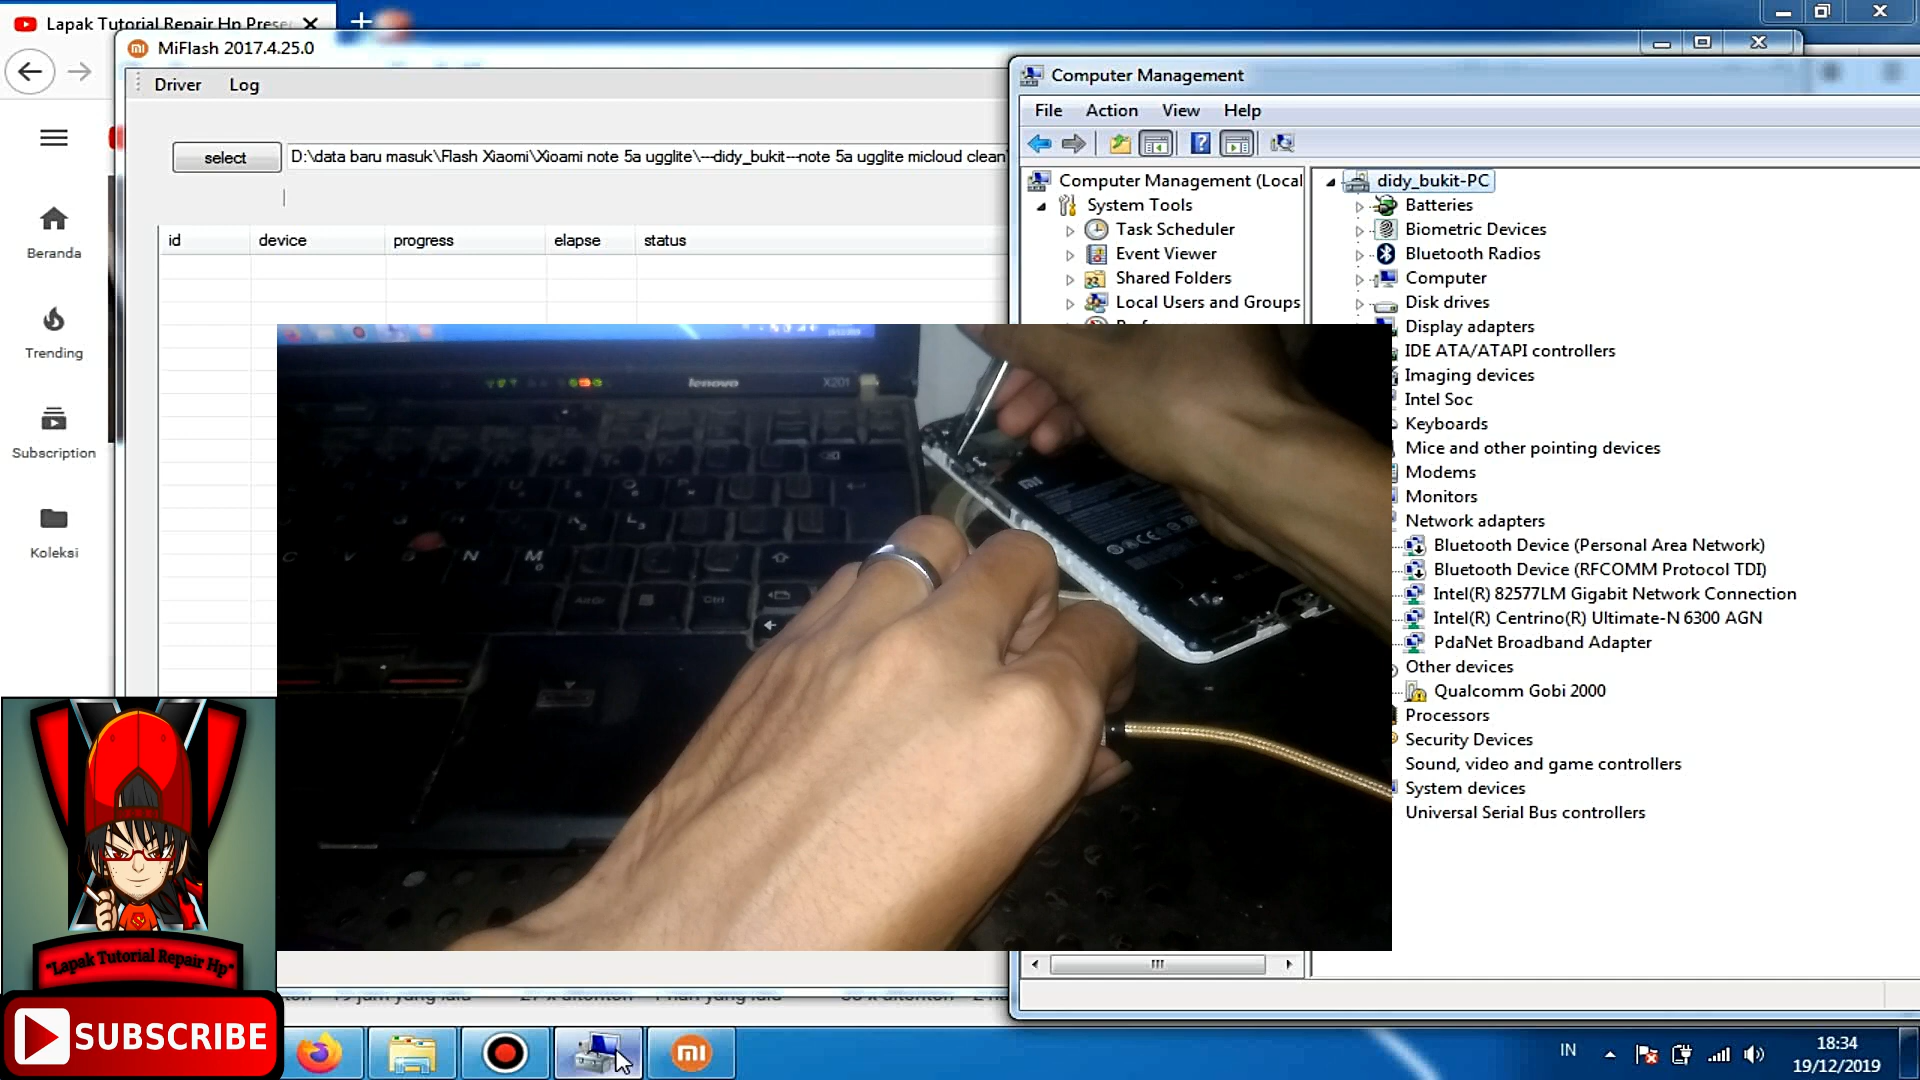 Lapak Tutorial Repair Hp Prese
MiFlash 2017.4.25.0
Driver
Log
select
D:\data baru masuk\Flash Xiaomi\Xioami note 5a ugglite\---didy_bukit---note 5a ugglite micloud clean
id
device
progress
elapse
status
Beranda
Trending
Subscription
Koleksi
Computer Management
File
Action
View
Help
Computer Management (Local
System Tools
Task Scheduler
Event Viewer
Shared Folders
Local Users and Groups
didy_bukit-PC
Batteries
Biometric Devices
Bluetooth Radios
Computer
Disk drives
Display adapters
IDE ATA/ATAPI controllers
Imaging devices
Intel Soc
Keyboards
Mice and other pointing devices
Modems
Monitors
Network adapters
Bluetooth Device (Personal Area Network)
Bluetooth Device (RFCOMM Protocol TDI)
Intel(R) 82577LM Gigabit Network Connection
Intel(R) Centrino(R) Ultimate-N 6300 AGN
PdaNet Broadband Adapter
Other devices
Qualcomm Gobi 2000
Processors
Security Devices
Sound, video and game controllers
System devices
Universal Serial Bus controllers
lenovo
X201
mi
N
M
AltGr
Ctrl
"Lapak Tutorial Repair Hp"
SUBSCRIBE
IN
18:34
19/12/2019